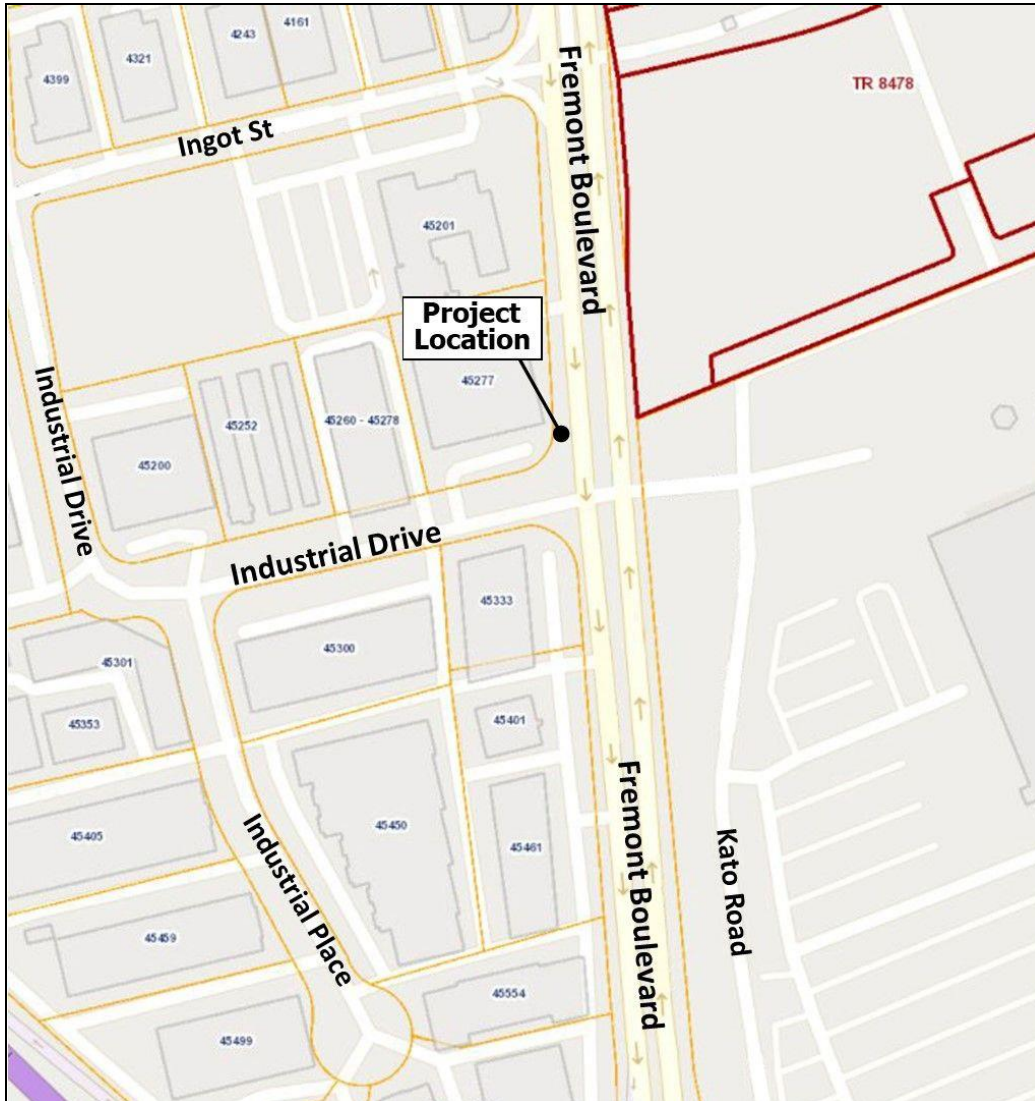 4161
4243
4321
4399
Fremont Boulevard
TR 8478
Ingot St
45201
Project
Location
45277
Industrial Drive
45260 - 45278
45252
45200
Industrial Drive
45333
45300
45301
45353
45401
Fremont Boulevard
45450
45405
45461
Kato Road
Industrial Place
45459
45554
45499